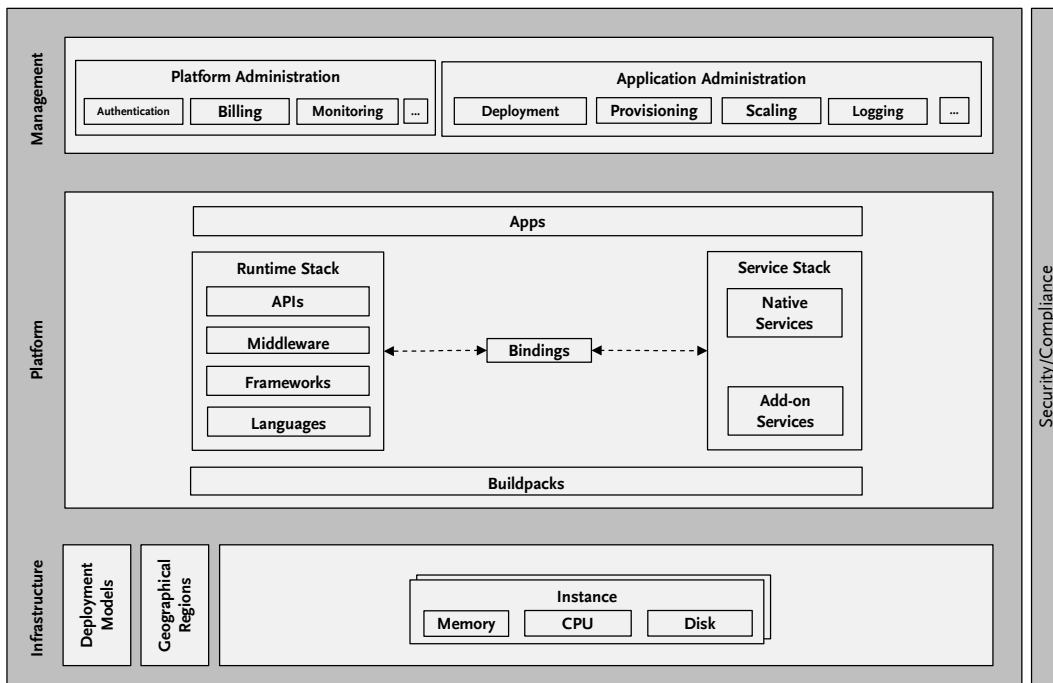 Management
Platform Administration
Authentication
Billing
Monitoring
...
Application Administration
Deployment
Provisioning
Scaling
Logging
...
Platform
Apps
Runtime Stack
APIs
Middleware
Frameworks
Languages
Bindings
Service Stack
Native
Services
Add-on
Services
Buildpacks
Infrastructure
Deployment
Models
Geographical
Regions
Instance
Memory
CPU
Disk
Security/Compliance